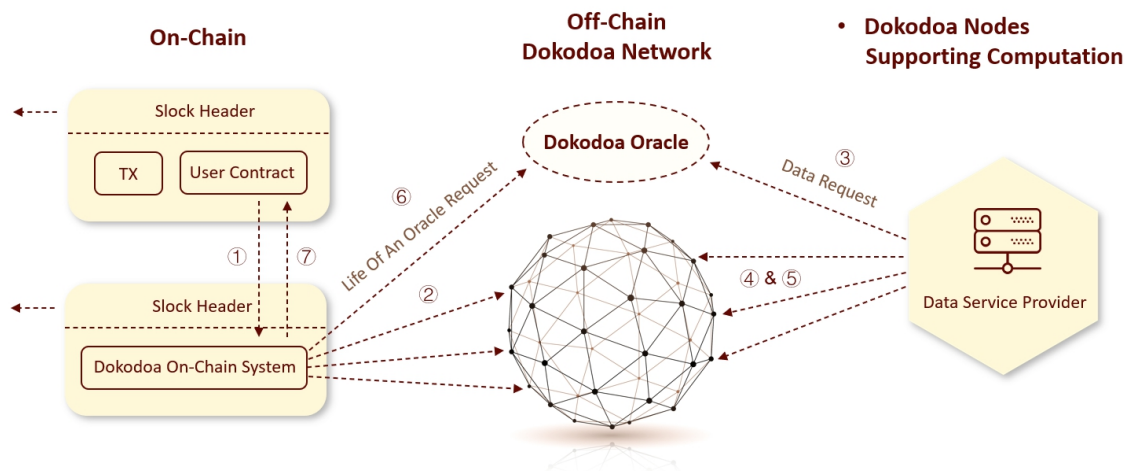 On-Chain
Off-Chain
Dokodoa Network
• Dokodoa Nodes
Supporting Computation
Slock Header
TX
User Contract
Dokodoa Oracle
③
Data Request
⑥
Life Of An Oracle Request
①
⑦
②
④ & ⑤
Slock Header
Dokodoa On-Chain System
Data Service Provider